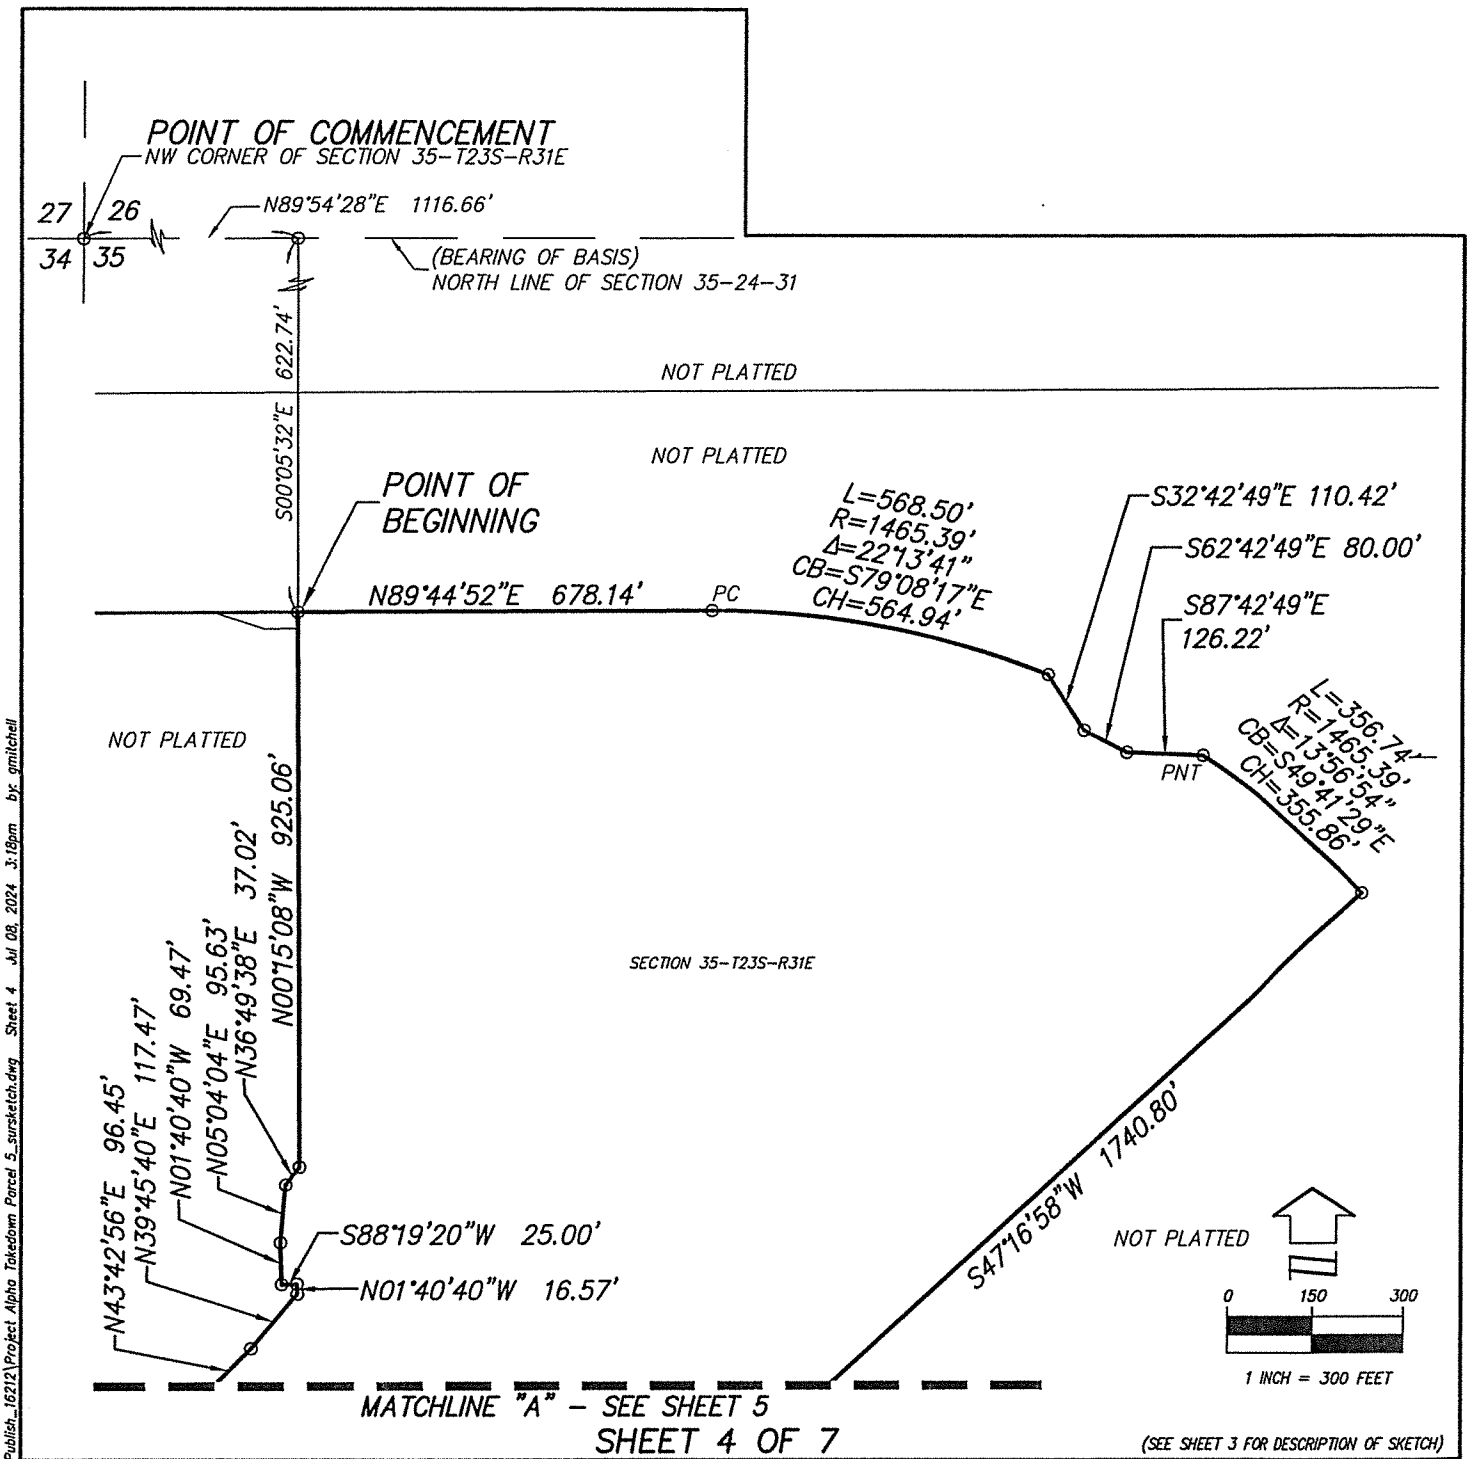 POINT OF COMMENCEMENT
NW CORNER OF SECTION 35-T23S-R31E
27 26
34 35
N89°54'28"E 1116.66'
(BEARING OF BASIS)
NORTH LINE OF SECTION 35-24-31
S00°05'32"E 622.74'
NOT PLATTED
NOT PLATTED
POINT OF
BEGINNING
N89°44'52"E 678.14'
PC
L=568.50'
R=1465.39'
Δ=22°13'41"
CB=S79°08'17"E
CH=564.94'
S32°42'49"E 110.42'
S62°42'49"E 80.00'
S87°42'49"E
126.22'
PNT
L=356.74'
R=1465.39'
Δ=13°56'54"
CB=S49°41'29"E
CH=355.86'
NOT PLATTED
N00°15'08"W 925.06'
N36°49'38"E 37.02'
N05°04'04"E 95.63'
N01°40'40"W 69.47'
N39°45'40"E 117.47'
N43°42'56"E 96.45'
SECTION 35-T23S-R31E
S88°19'20"W 25.00'
N01°40'40"W 16.57'
S47°16'58"W 1740.80'
NOT PLATTED
0 150 300
1 INCH = 300 FEET
MATCHLINE "A" - SEE SHEET 5
SHEET 4 OF 7
(SEE SHEET 3 FOR DESCRIPTION OF SKETCH)
Publish_16212\Project Alpha Takedown Parcel 5_sursketch.dwg Sheet 4 Jul 08, 2024 3:18pm by: gmitchell